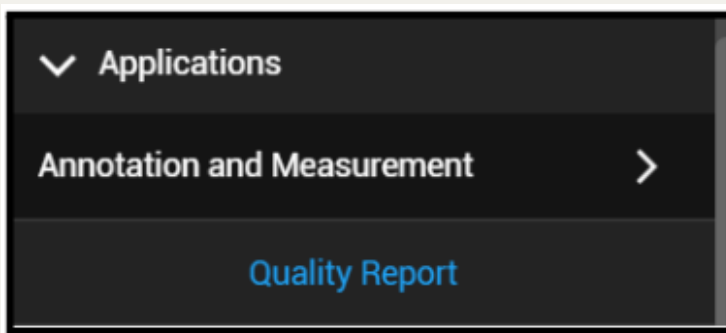 Applications
Annotation and Measurement
Quality Report